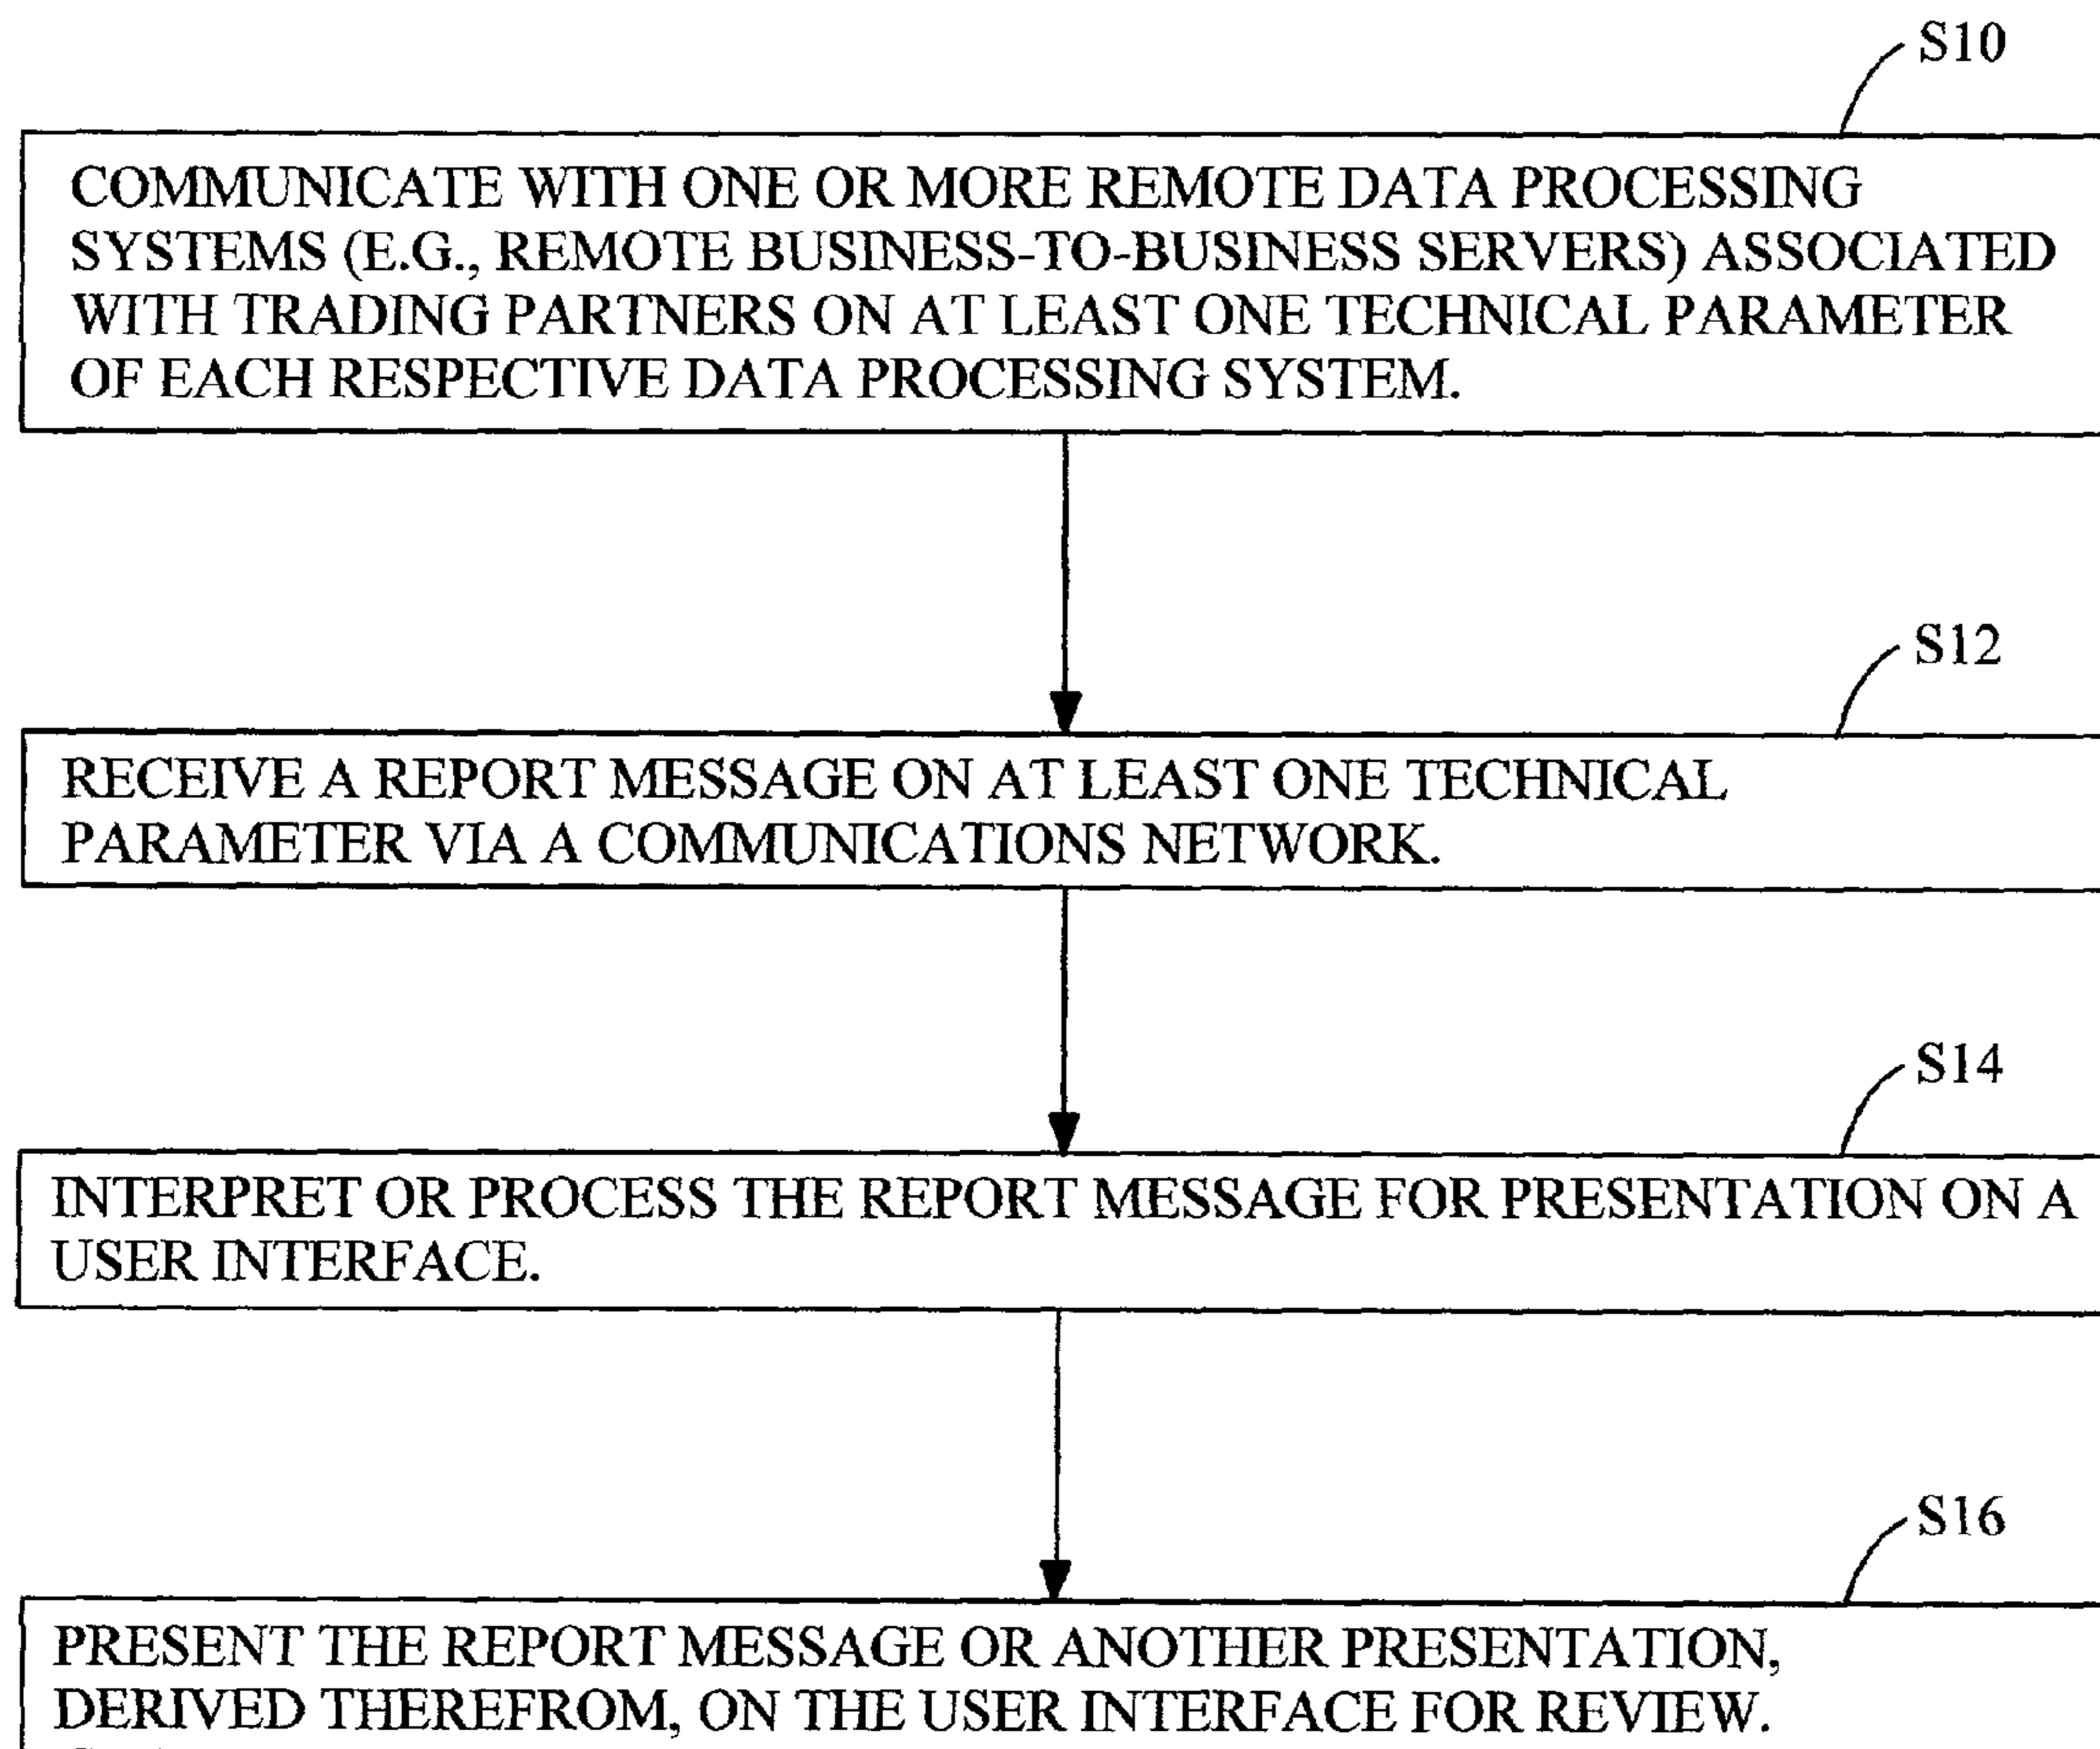 S10
COMMUNICATE WITH ONE OR MORE REMOTE DATA PROCESSING
SYSTEMS (E.G., REMOTE BUSINESS-TO-BUSINESS SERVERS) ASSOCIATED
WITH TRADING PARTNERS ON AT LEAST ONE TECHNICAL PARAMETER
OF EACH RESPECTIVE DATA PROCESSING SYSTEM.
S12
RECEIVE A REPORT MESSAGE ON AT LEAST ONE TECHNICAL
PARAMETER VIA A COMMUNICATIONS NETWORK.
S14
INTERPRET OR PROCESS THE REPORT MESSAGE FOR PRESENTATION ON A
USER INTERFACE.
S16
PRESENT THE REPORT MESSAGE OR ANOTHER PRESENTATION,
DERIVED THEREFROM, ON THE USER INTERFACE FOR REVIEW.